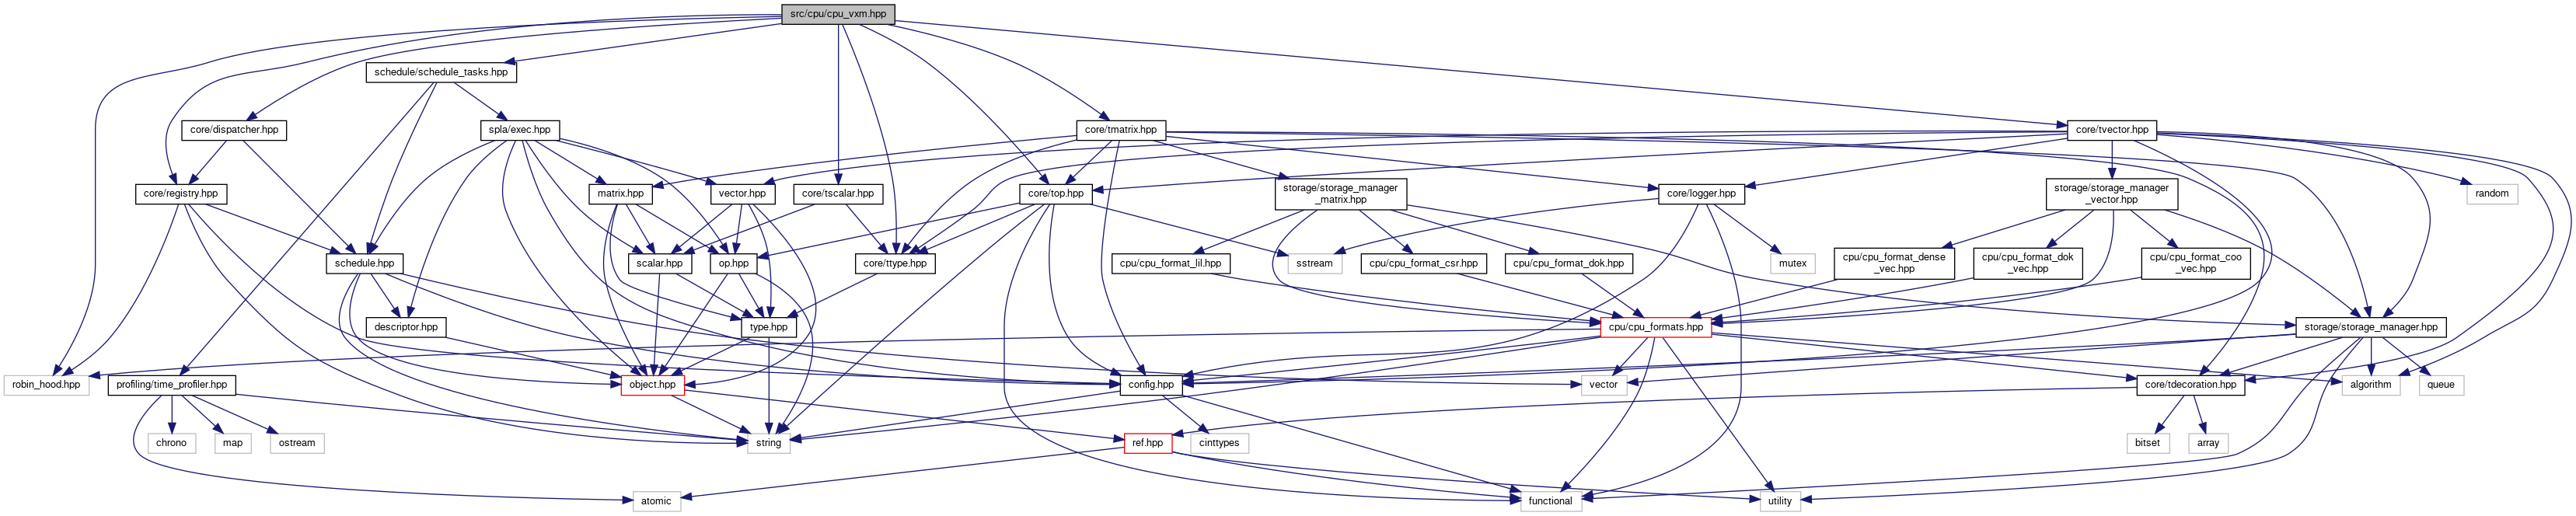 src/cpu/cpu_vxm.hpp
schedule/schedule_tasks.hpp
core/dispatcher.hpp
spla/exec.hpp
core/tmatrix.hpp
core/tvector.hpp
core/registry.hpp
matrix.hpp
vector.hpp
core/tscalar.hpp
core/top.hpp
storage/storage_manager
_matrix.hpp
core/logger.hpp
storage/storage_manager
_vector.hpp
random
schedule.hpp
scalar.hpp
op.hpp
core/ttype.hpp
cpu/cpu_format_lil.hpp
sstream
cpu/cpu_format_csr.hpp
cpu/cpu_format_dok.hpp
mutex
cpu/cpu_format_dense
_vec.hpp
cpu/cpu_format_dok
_vec.hpp
cpu/cpu_format_coo
_vec.hpp
descriptor.hpp
type.hpp
cpu/cpu_formats.hpp
storage/storage_manager.hpp
robin_hood.hpp
profiling/time_profiler.hpp
object.hpp
config.hpp
vector
core/tdecoration.hpp
algorithm
queue
chrono
map
ostream
string
ref.hpp
cinttypes
bitset
array
atomic
functional
utility